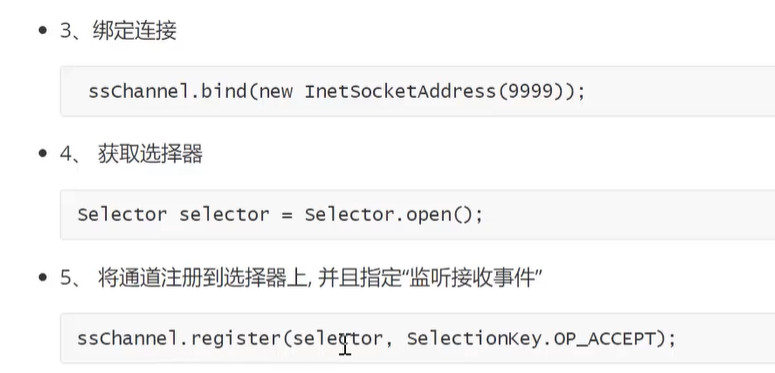 3、绑定连接
ssChannel.bind(new InetSocketAddress(9999));
4、 获取选择器
Selector selector = Selector.open();
5、 将通道注册到选择器上, 并且指定“监听接收事件”
ssChannel.register(selector, SelectionKey.OP_ACCEPT);